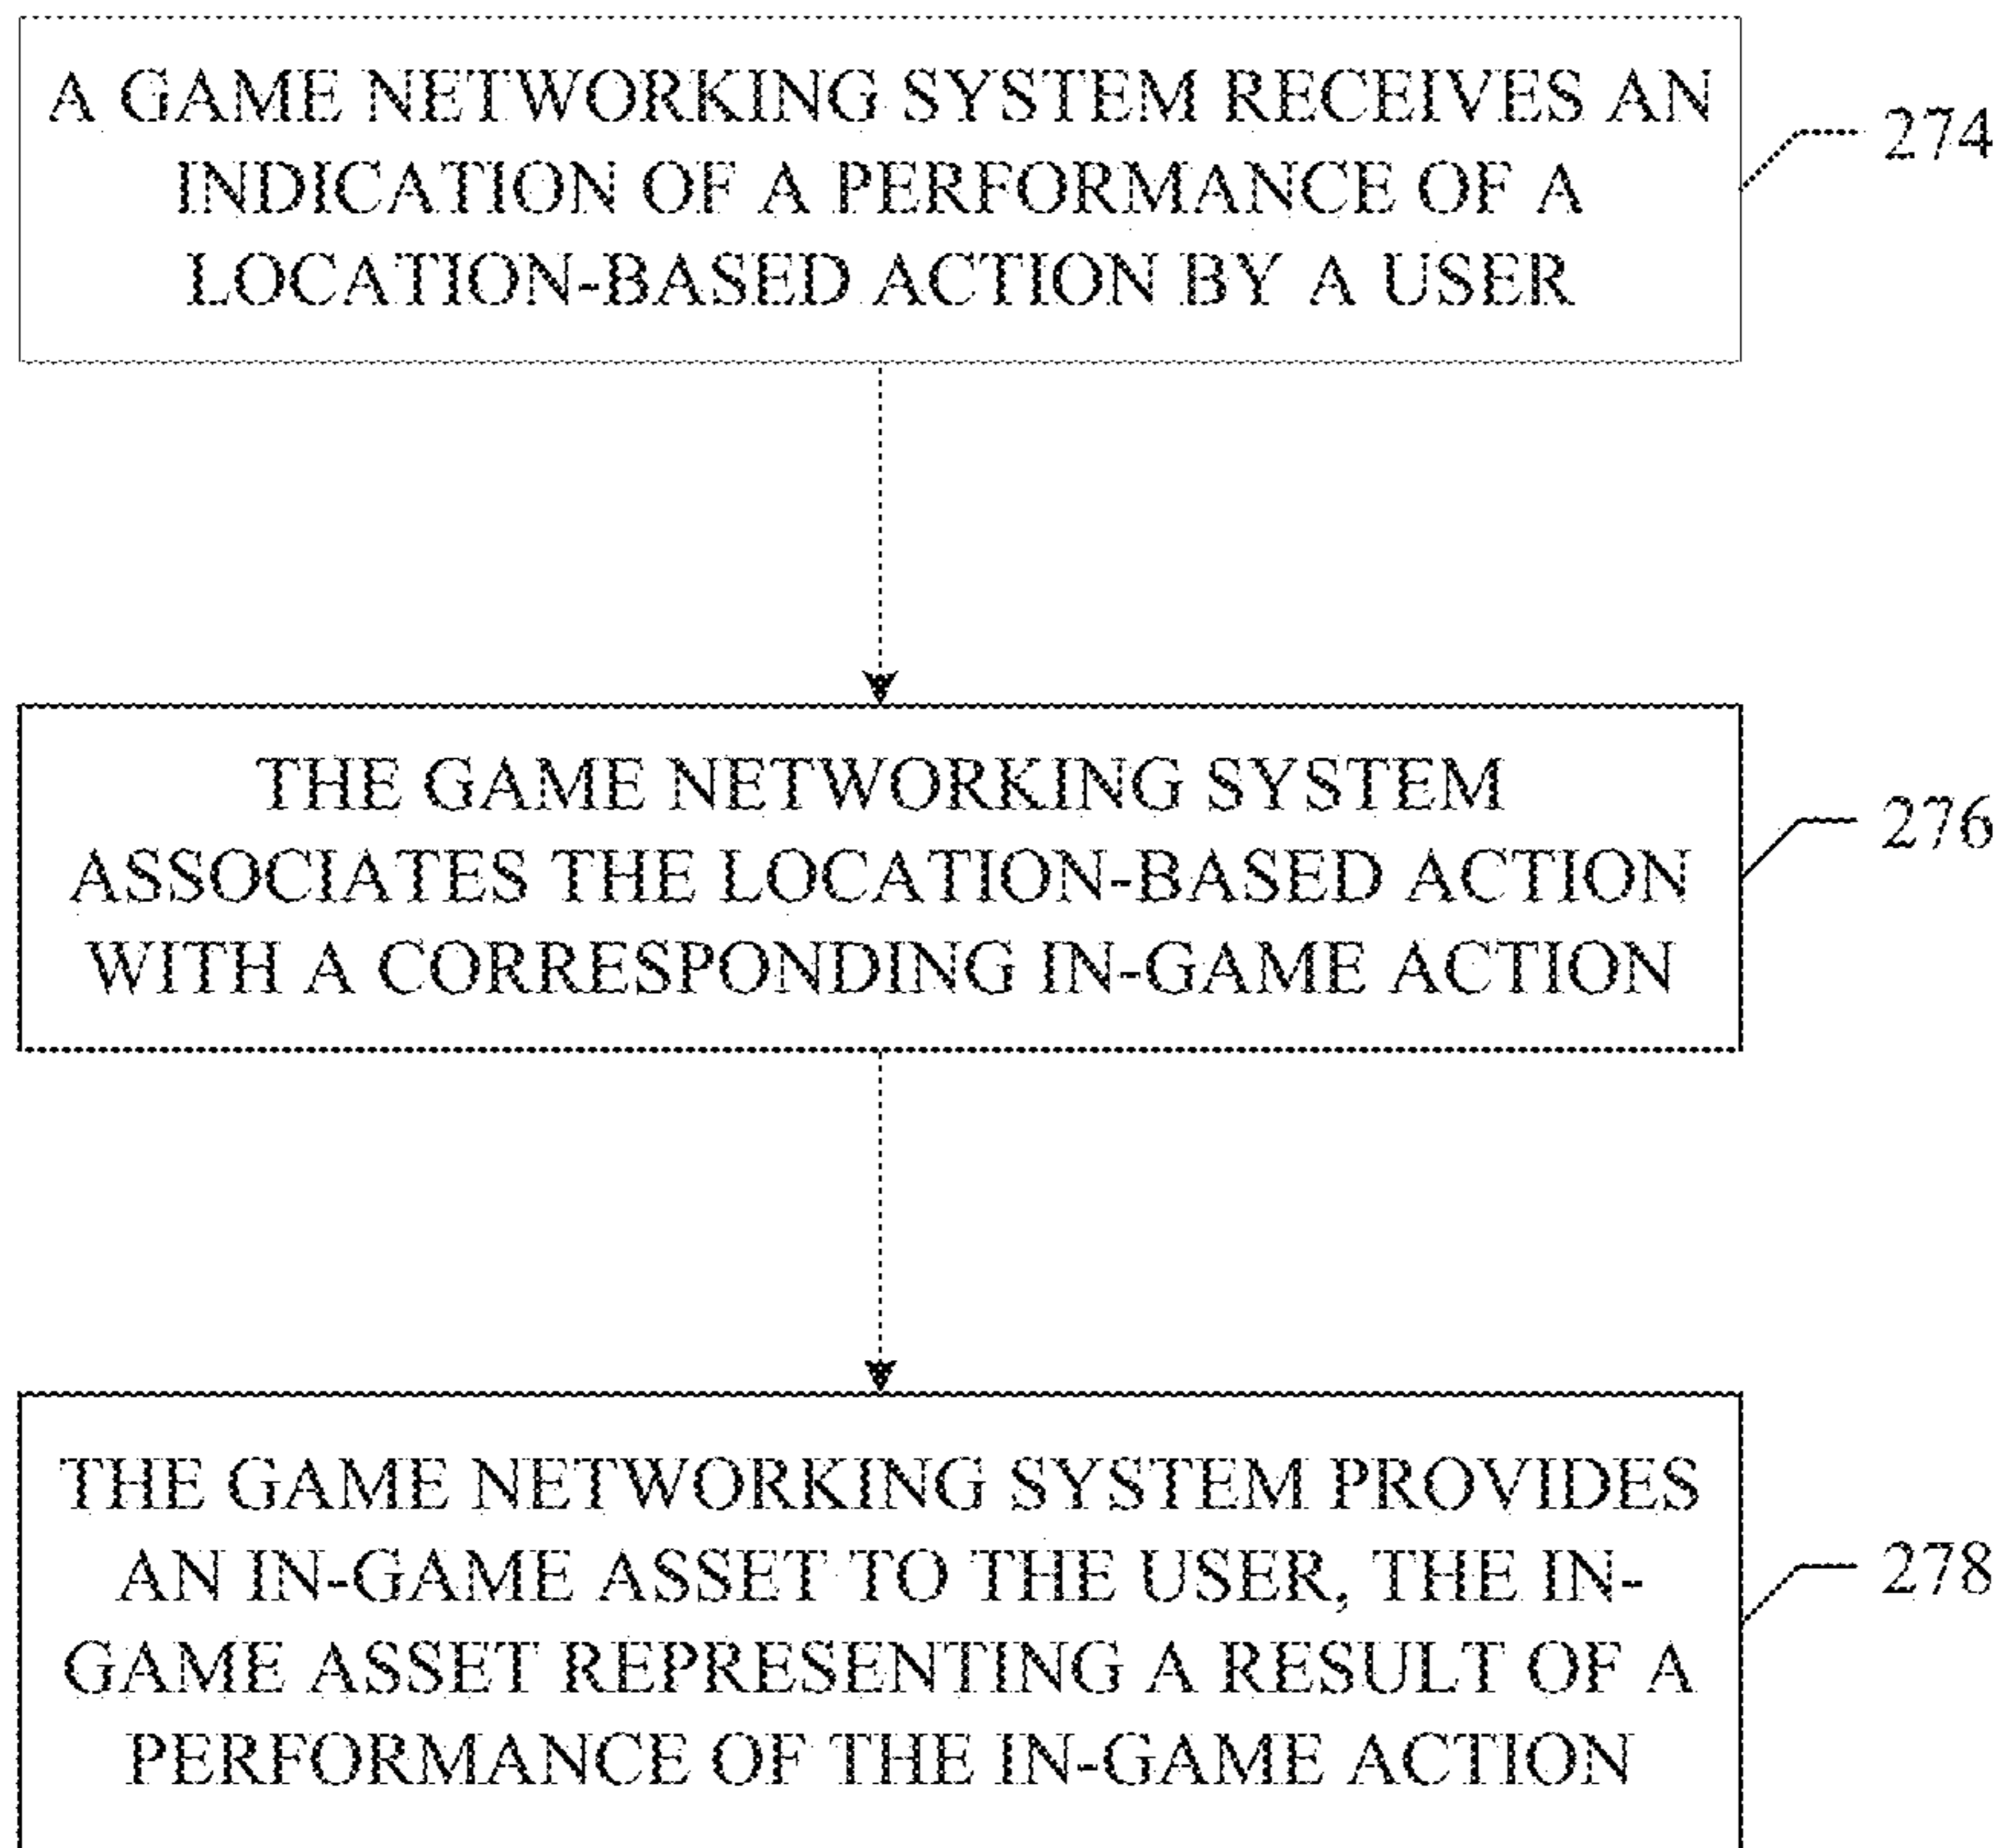 A GAME NETWORKING SYSTEM RECEIVES AN
INDICATION OF A PERFORMANCE OF A
LOCATION-BASED ACTION BY A USER
274
THE GAME NETWORKING SYSTEM
ASSOCIATES THE LOCATION-BASED ACTION
WITH A CORRESPONDING IN-GAME ACTION
276
THE GAME NETWORKING SYSTEM PROVIDES
AN IN-GAME ASSET TO THE USER, THE IN-
GAME ASSET REPRESENTING A RESULT OF A
PERFORMANCE OF THE IN-GAME ACTION
278